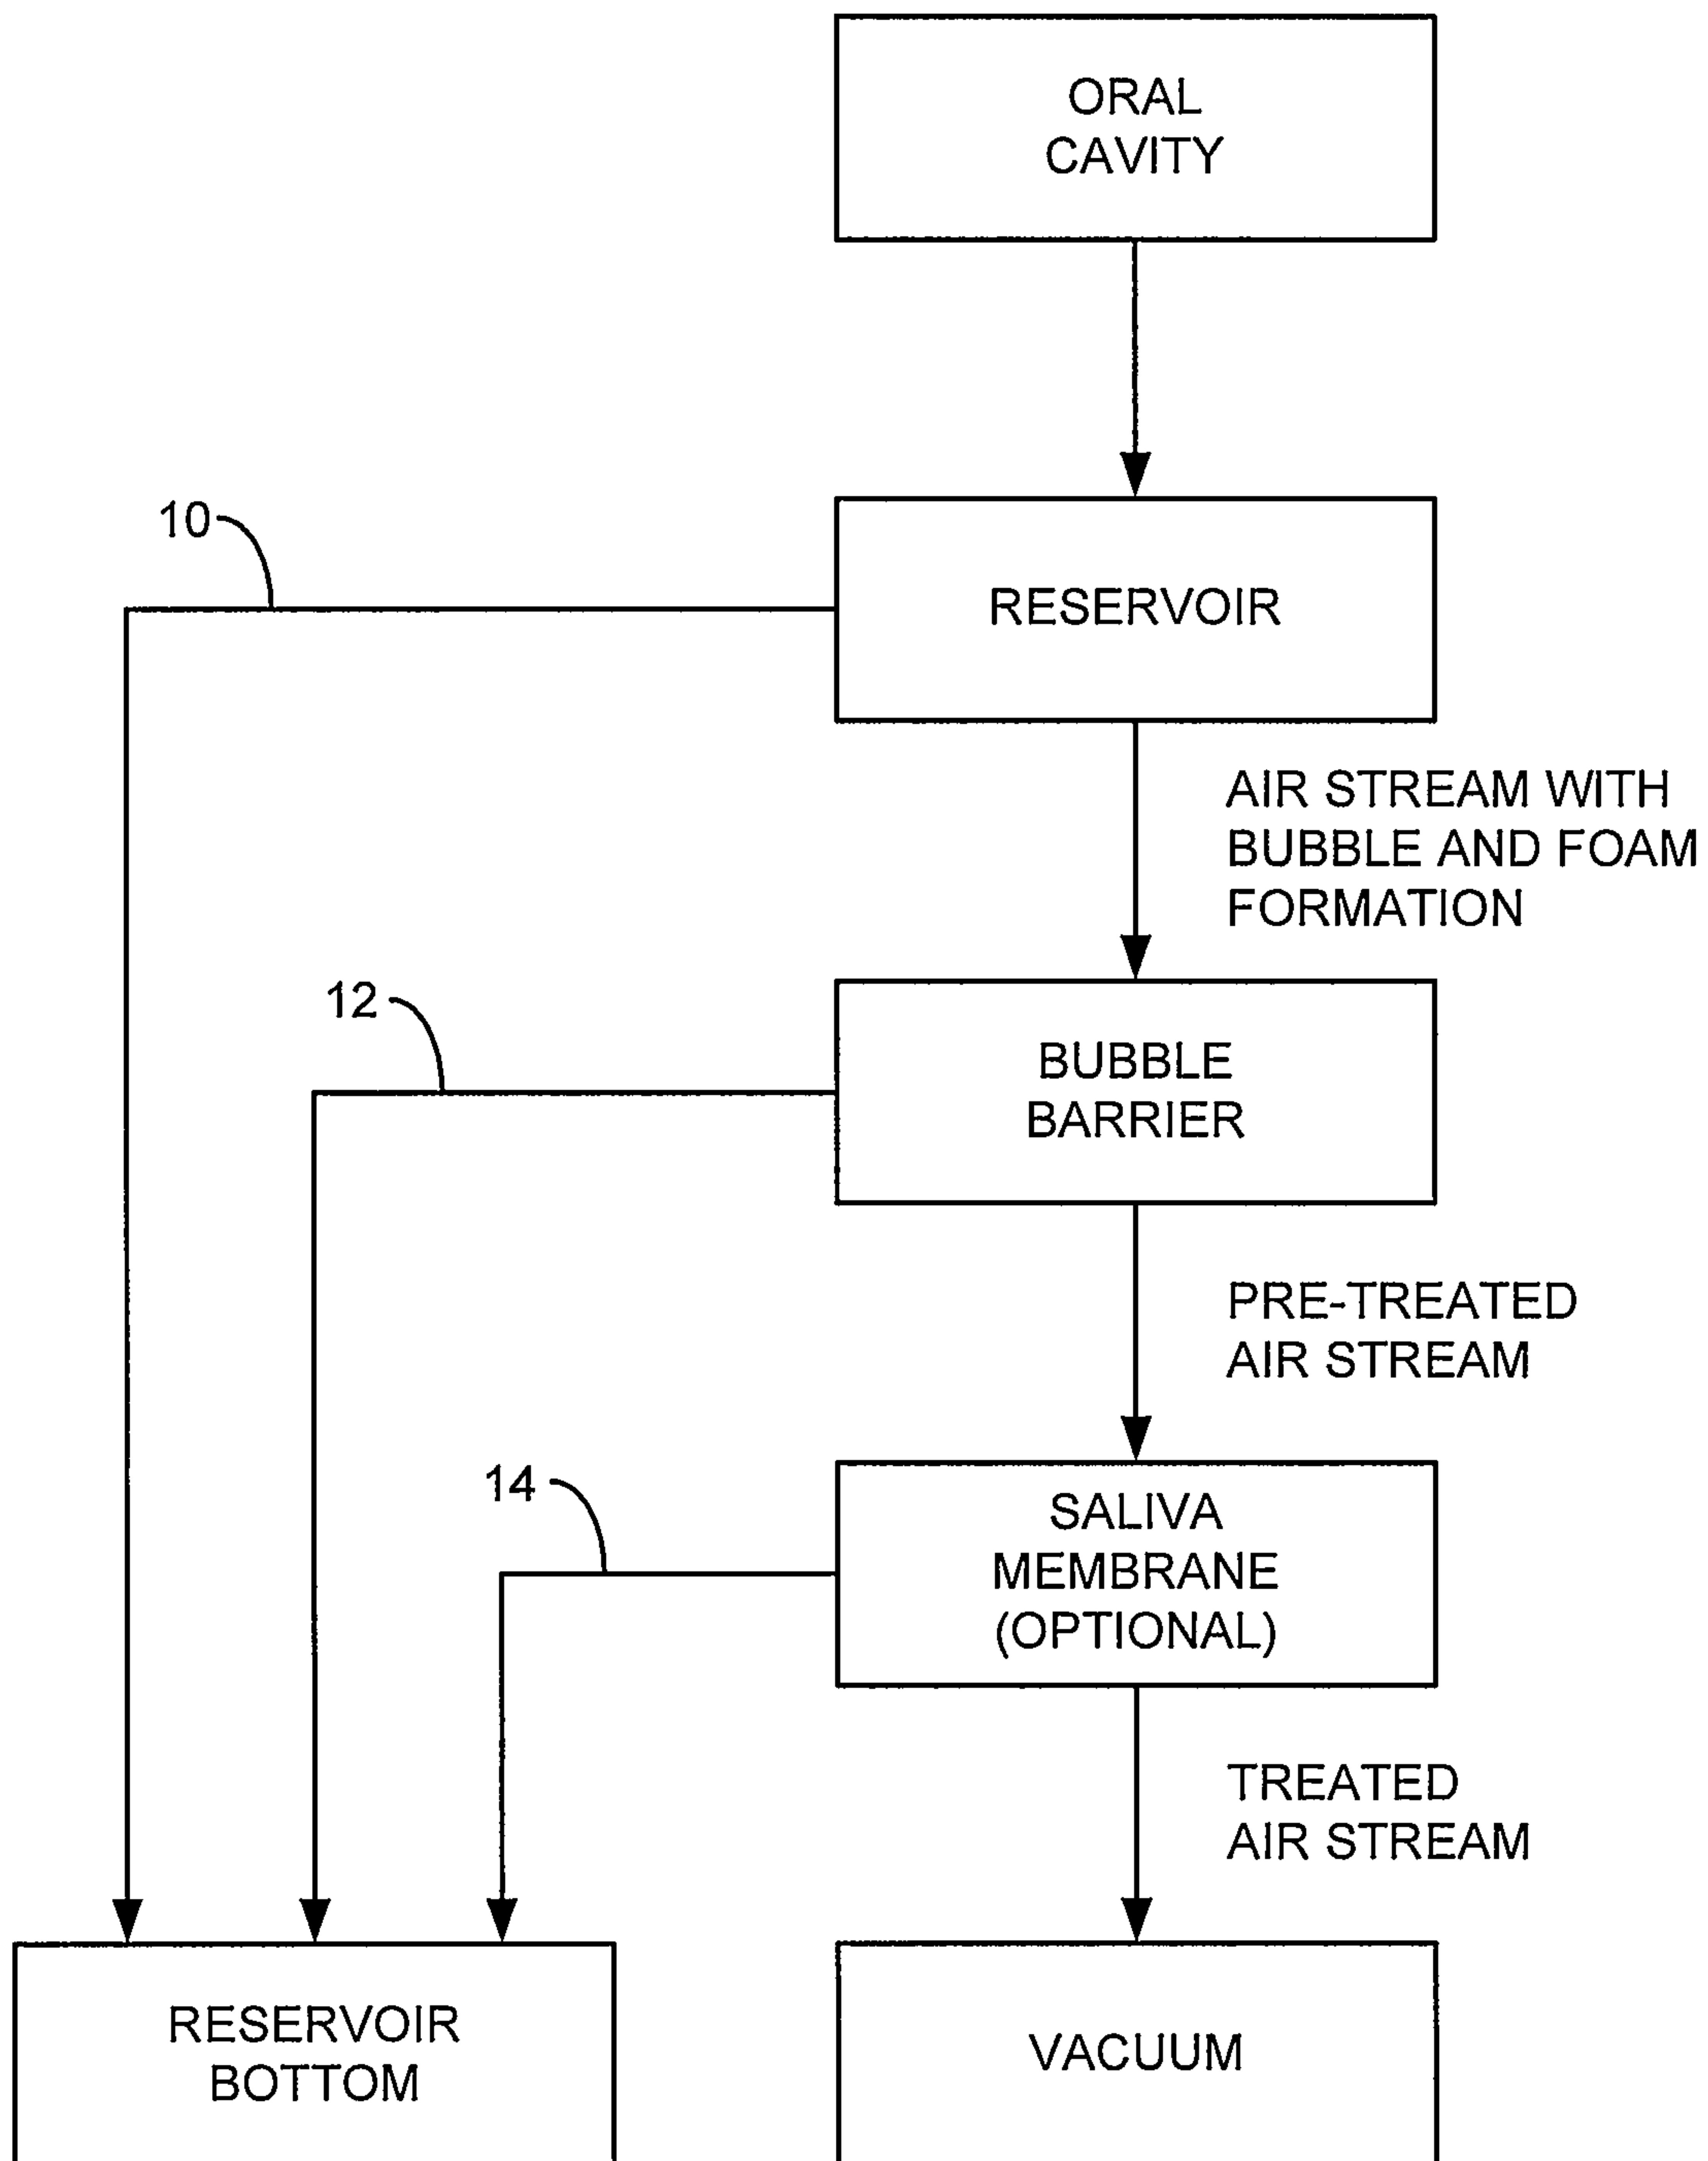 ORAL
CAVITY
10
RESERVOIR
AIR STREAM WITH
BUBBLE AND FOAM
FORMATION
12
BUBBLE
BARRIER
PRE-TREATED
AIR STREAM
14
SALIVA
MEMBRANE
(OPTIONAL)
TREATED
AIR STREAM
RESERVOIR
BOTTOM
VACUUM